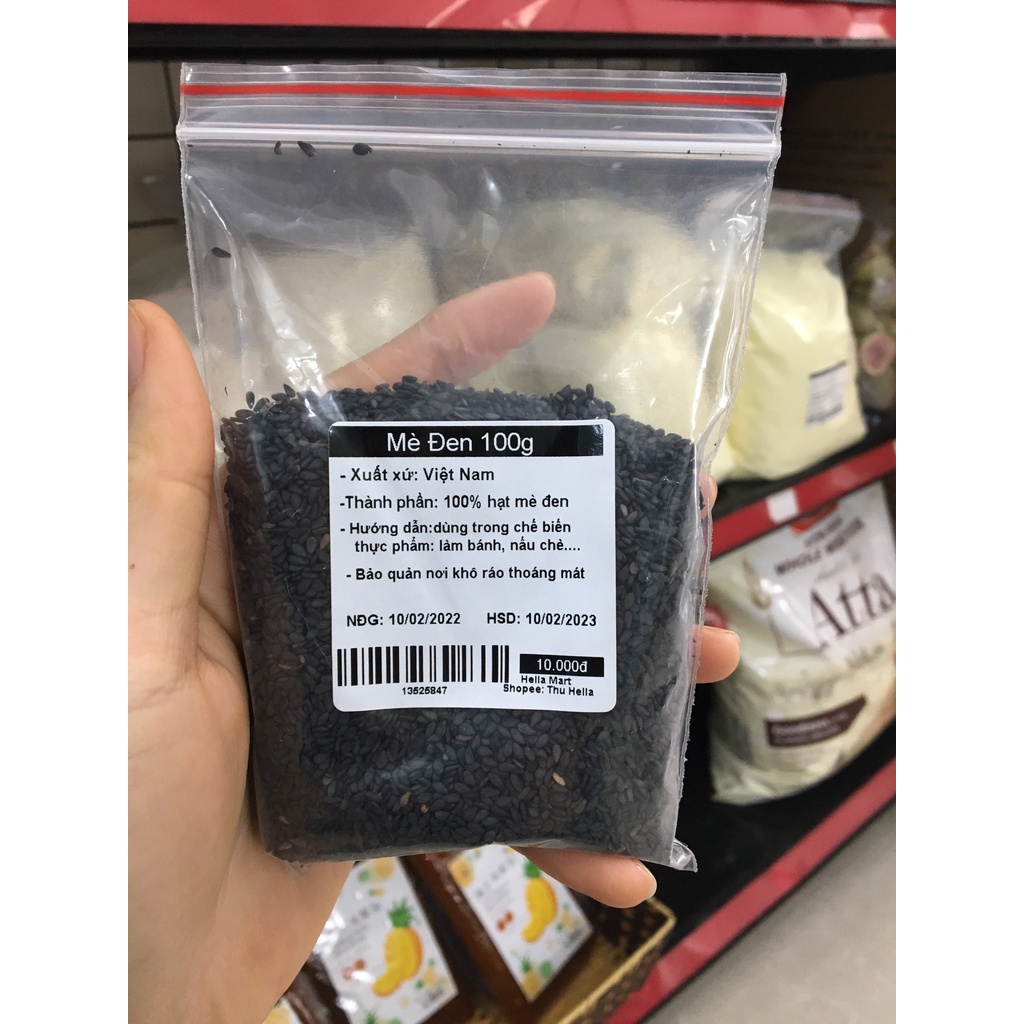 Mè Đen 100g
- Xuất xứ: Việt Nam
-Thành phần: 100% hạt mè đen
- Hướng dẫn:dùng trong chế biến
thực phẩm: làm bánh, nấu chè....
- Bảo quản nơi khô ráo thoáng mát
NĐG: 10/02/2022 HSD: 10/02/2023
10.000đ
Hella Mart
13525847
Shopee: Thu Hella
Atta